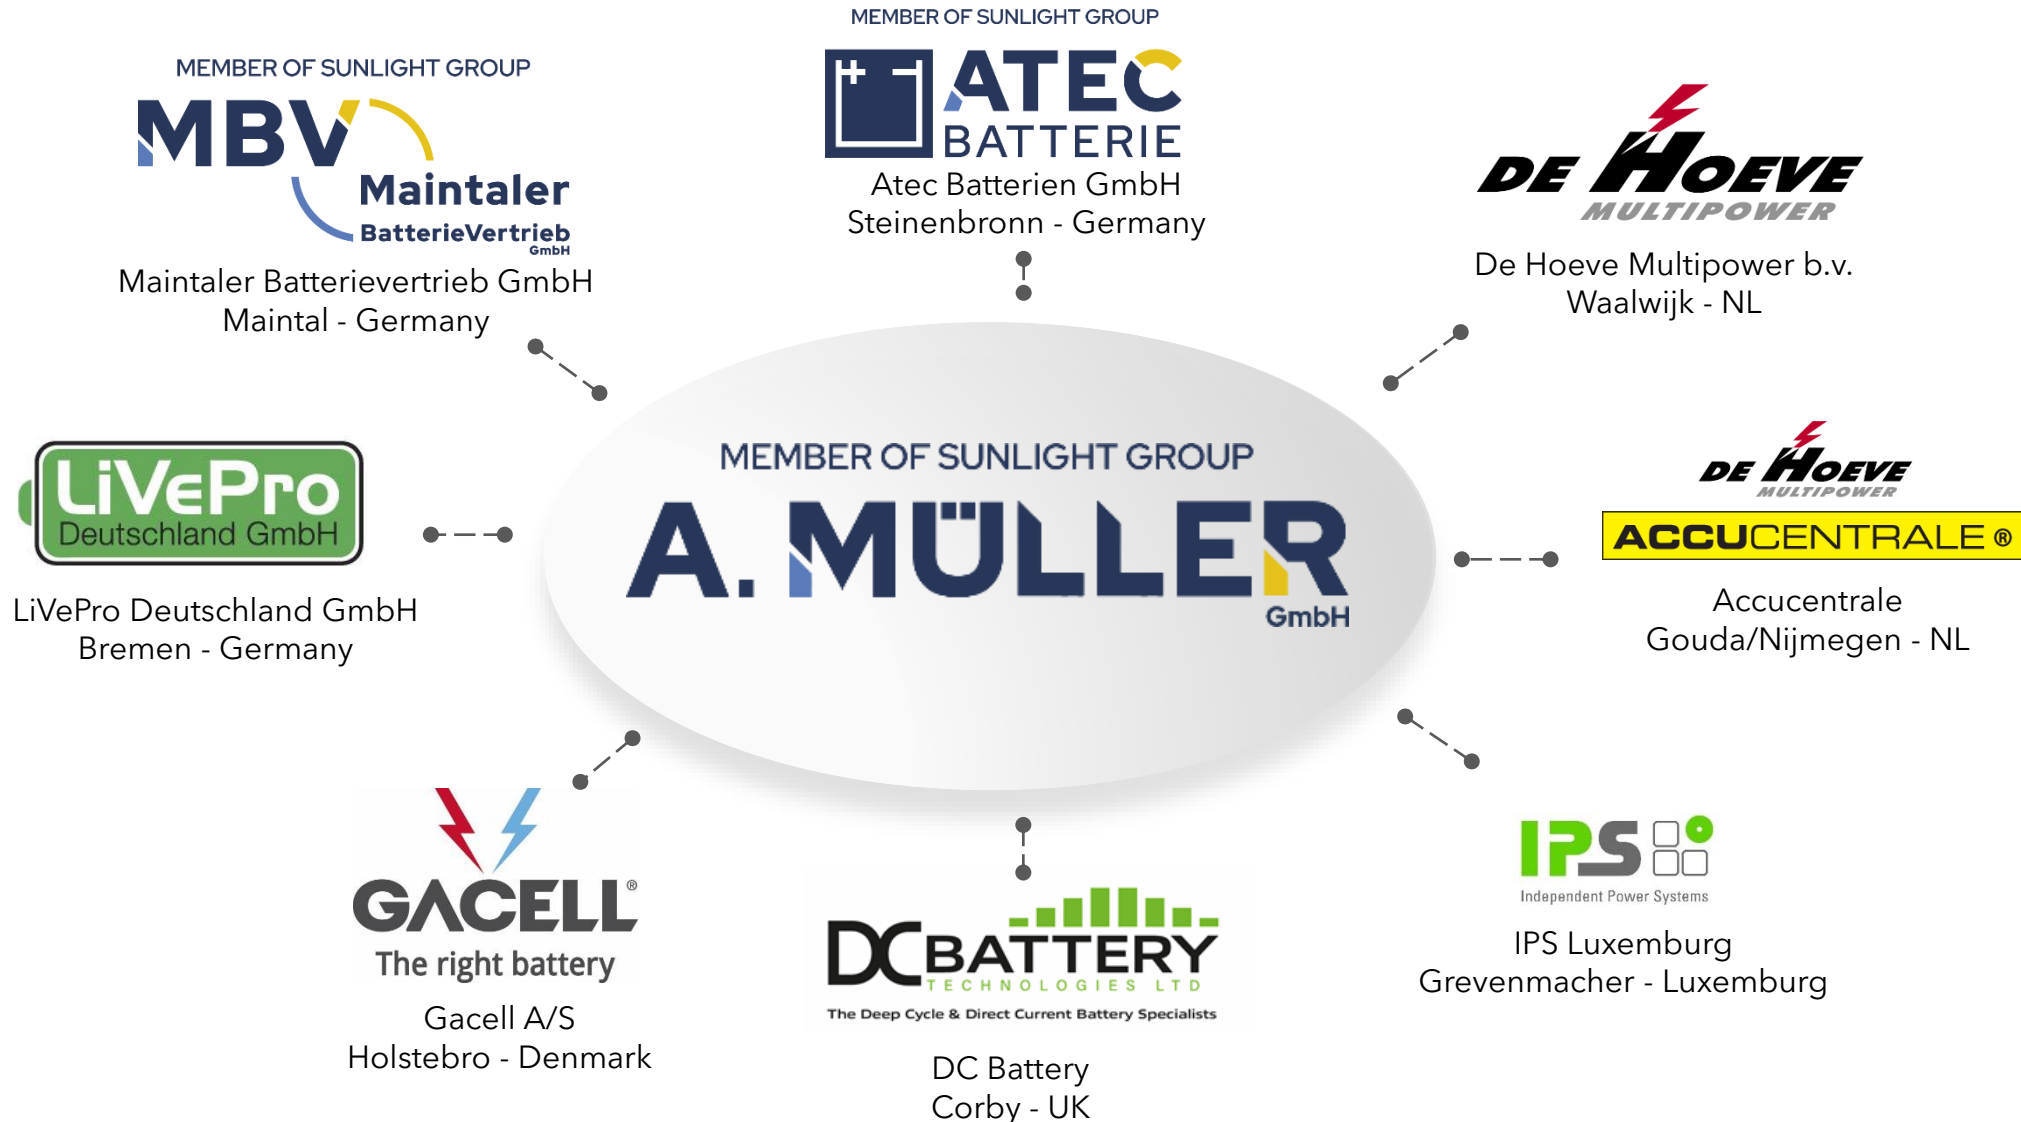 MEMBER OF SUNLIGHT GROUP
MBV
Maintaler
BatterieVertrieb
GmbH
Maintaler Batterievertrieb GmbH
Maintal - Germany
MEMBER OF SUNLIGHT GROUP
+ -
ATEC
BATTERIE
Atec Batterien GmbH
Steinenbronn - Germany
DE HOEVE
MULTIPOWER
De Hoeve Multipower b.v.
Waalwijk - NL
LiVePro
Deutschland GmbH
LiVePro Deutschland GmbH
Bremen - Germany
MEMBER OF SUNLIGHT GROUP
A. MÜLLER
GmbH
DE HOEVE
MULTIPOWER
ACCUCENTRALE ®
Accucentrale
Gouda/Nijmegen - NL
GACELL®
The right battery
Gacell A/S
Holstebro - Denmark
DC BATTERY
TECHNOLOGIES LTD
The Deep Cycle & Direct Current Battery Specialists
DC Battery
Corby - UK
IPS
Independent Power Systems
IPS Luxemburg
Grevenmacher - Luxemburg